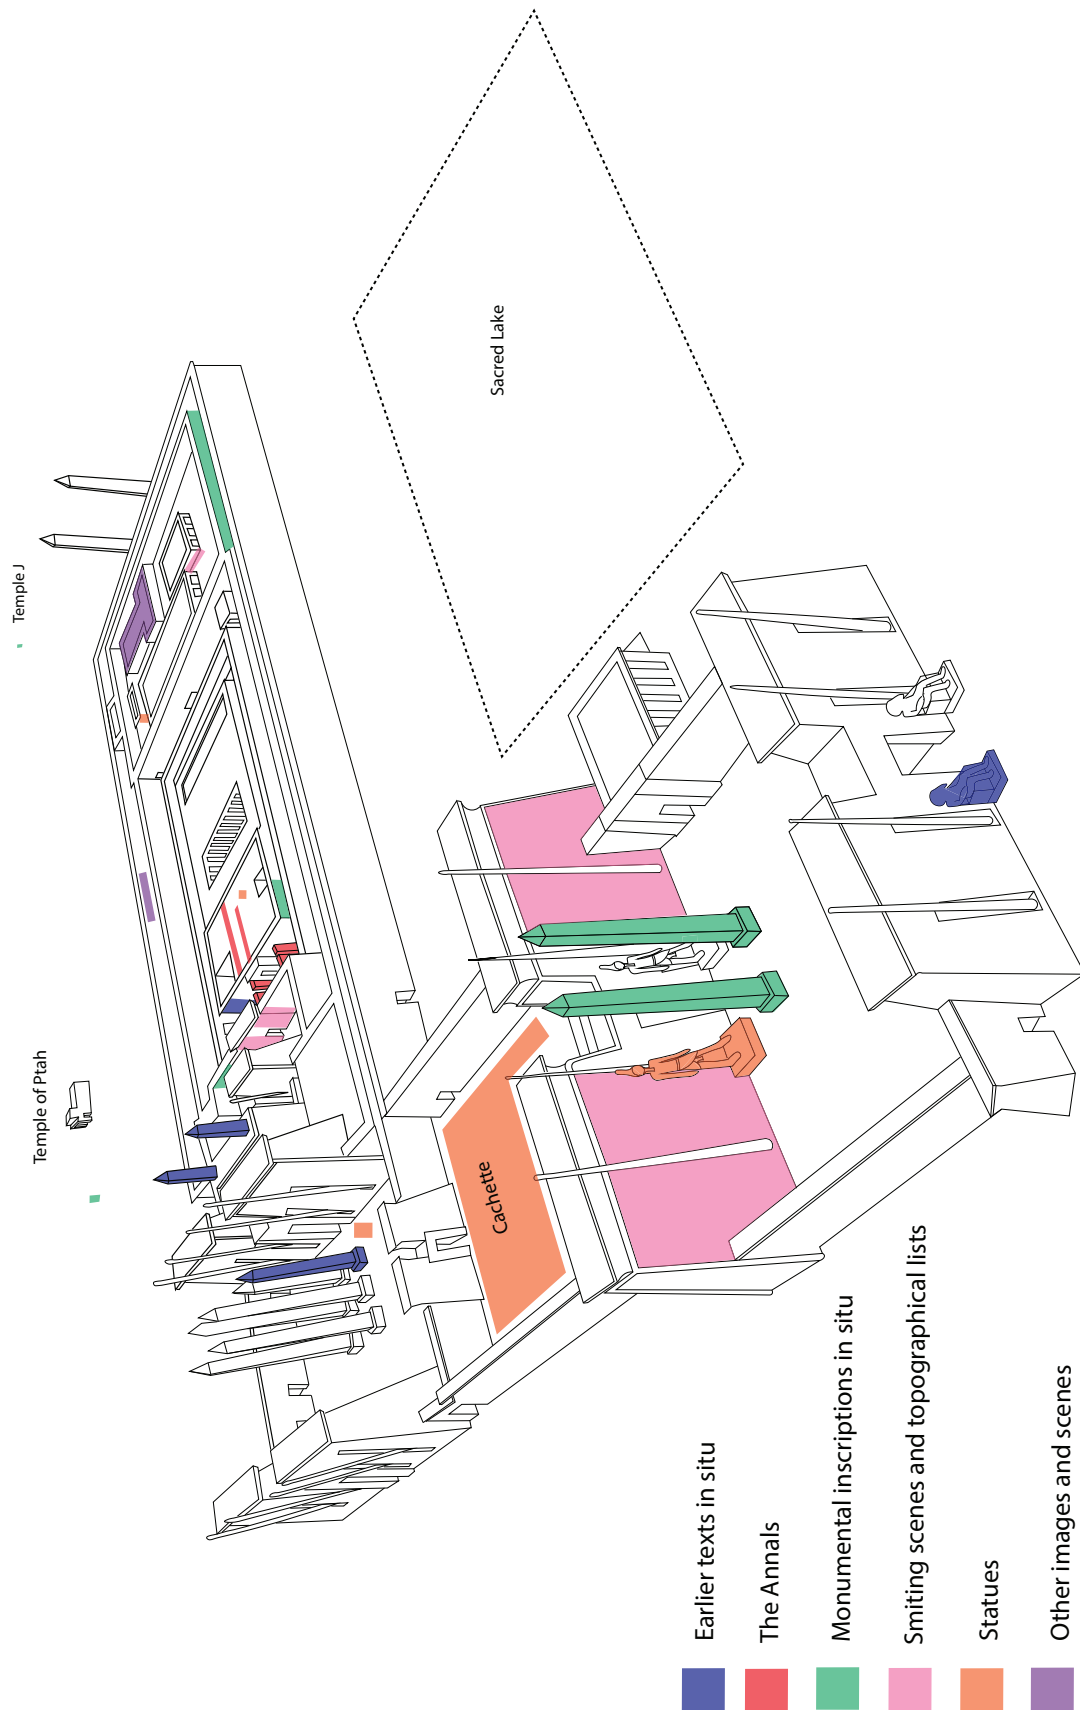 Temple J
Temple of Ptah
Sacred Lake
Cachette
Earlier texts in situ
The Annals
Monumental inscriptions in situ
Smiting scenes and topographical lists
Statues
Other images and scenes